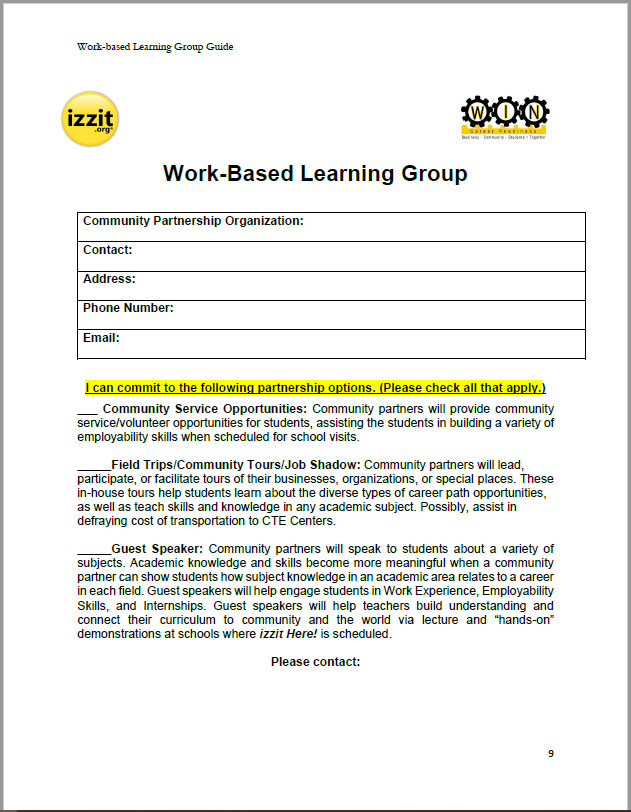 Work-based Learning Group Guide
izzit
.org®
WIN
Career Readiness
Business - Community - Students - Together
Work-Based Learning Group
Community Partnership Organization:
Contact:
Address:
Phone Number:
Email:
I can commit to the following partnership options. (Please check all that apply.)
___ Community Service Opportunities: Community partners will provide community
service/volunteer opportunities for students, assisting the students in building a variety of
employability skills when scheduled for school visits.
_____Field Trips/Community Tours/Job Shadow: Community partners will lead,
participate, or facilitate tours of their businesses, organizations, or special places. These
in-house tours help students learn about the diverse types of career path opportunities,
as well as teach skills and knowledge in any academic subject. Possibly, assist in
defraying cost of transportation to CTE Centers.
_____Guest Speaker: Community partners will speak to students about a variety of
subjects. Academic knowledge and skills become more meaningful when a community
partner can show students how subject knowledge in an academic area relates to a career
in each field. Guest speakers will help engage students in Work Experience, Employability
Skills, and Internships. Guest speakers will help teachers build understanding and
connect their curriculum to community and the world via lecture and “hands-on”
demonstrations at schools where izzit Here! is scheduled.
Please contact:
9